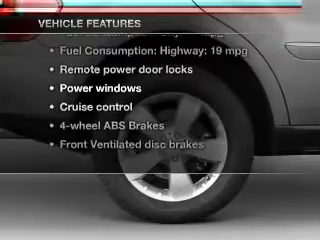 VEHICLE FEATURES
• Fuel Consumption: Highway: 19 mpg
• Remote power door locks
• Power windows
• Cruise control
• 4-wheel ABS Brakes
• Front Ventilated disc brakes